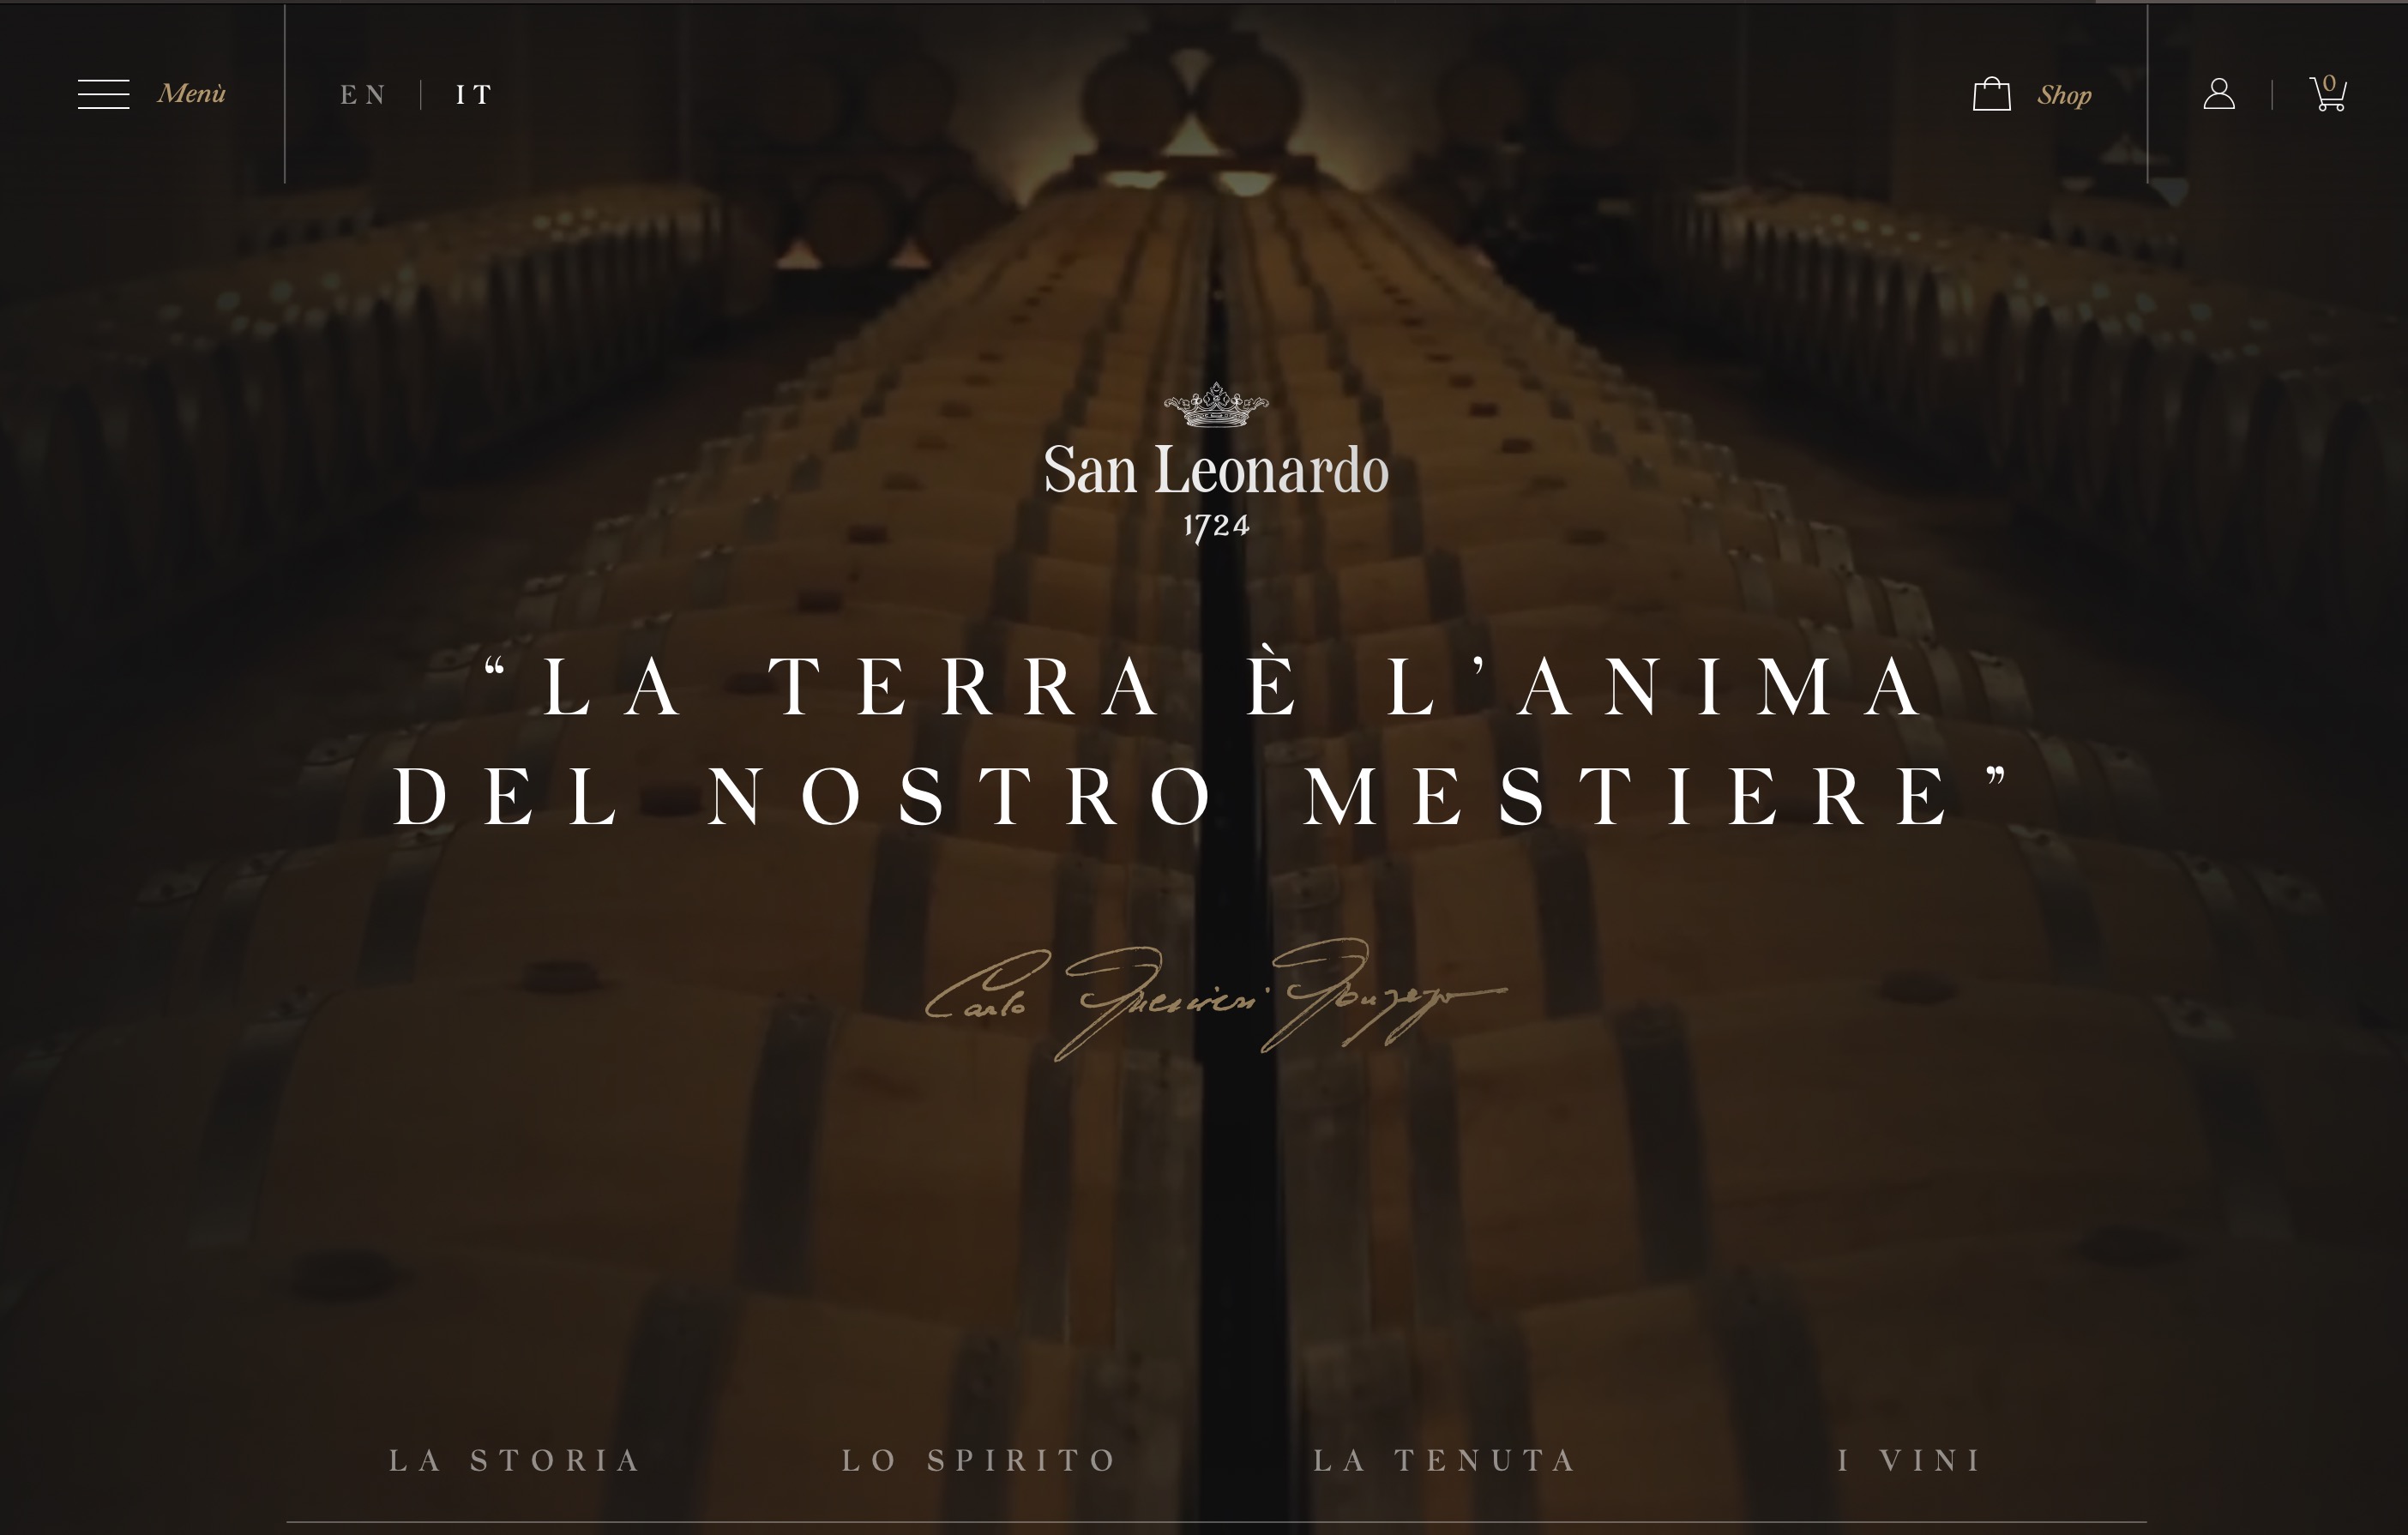 Menù
EN | IT
Shop
0
San Leonardo
1724
“LA TERRA È L’ANIMA
DEL NOSTRO MESTIERE”
Carlo Guerrieri Gonzaga
LA STORIA
LO SPIRITO
LA TENUTA
I VINI